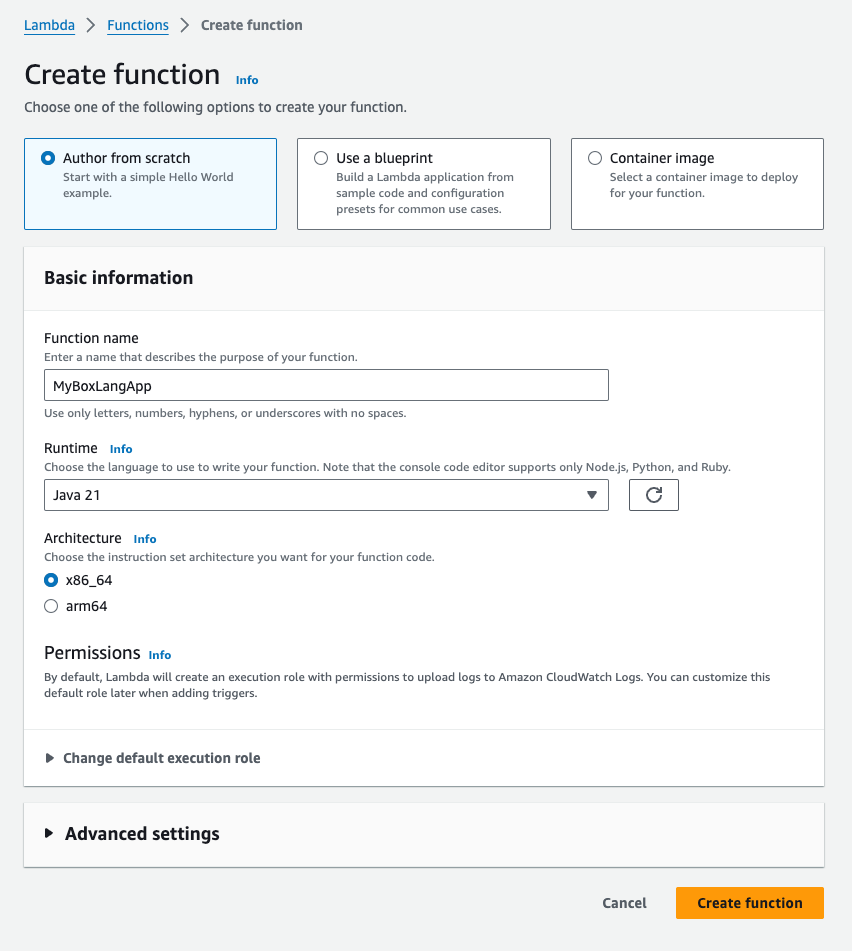 Lambda > Functions > Create function
Create function Info
Choose one of the following options to create your function.
Author from scratch
Start with a simple Hello World
example.
Use a blueprint
Build a Lambda application from
sample code and configuration
presets for common use cases.
Container image
Select a container image to deploy
for your function.
Basic information
Function name
Enter a name that describes the purpose of your function.
MyBoxLangApp
Use only letters, numbers, hyphens, or underscores with no spaces.
Runtime Info
Choose the language to use to write your function. Note that the console code editor supports only Node.js, Python, and Ruby.
Java 21
Architecture Info
Choose the instruction set architecture you want for your function code.
x86_64
arm64
Permissions Info
By default, Lambda will create an execution role with permissions to upload logs to Amazon CloudWatch Logs. You can customize this
default role later when adding triggers.
Change default execution role
Advanced settings
Cancel
Create function